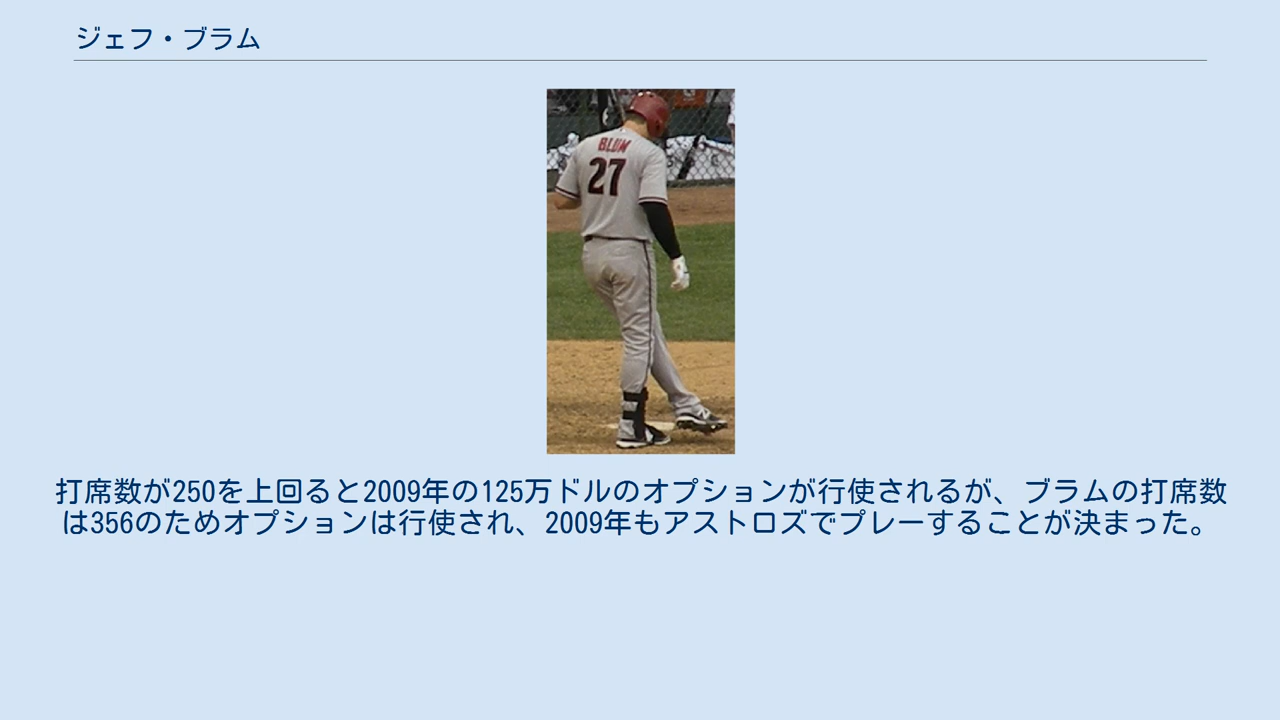 ジェフ・ブラム
BLUM
27
打席数が250を上回ると2009年の125万ドルのオプションが行使されるが、ブラムの打席数
は356のためオプションは行使され、2009年もアストロズでプレーすることが決まった。